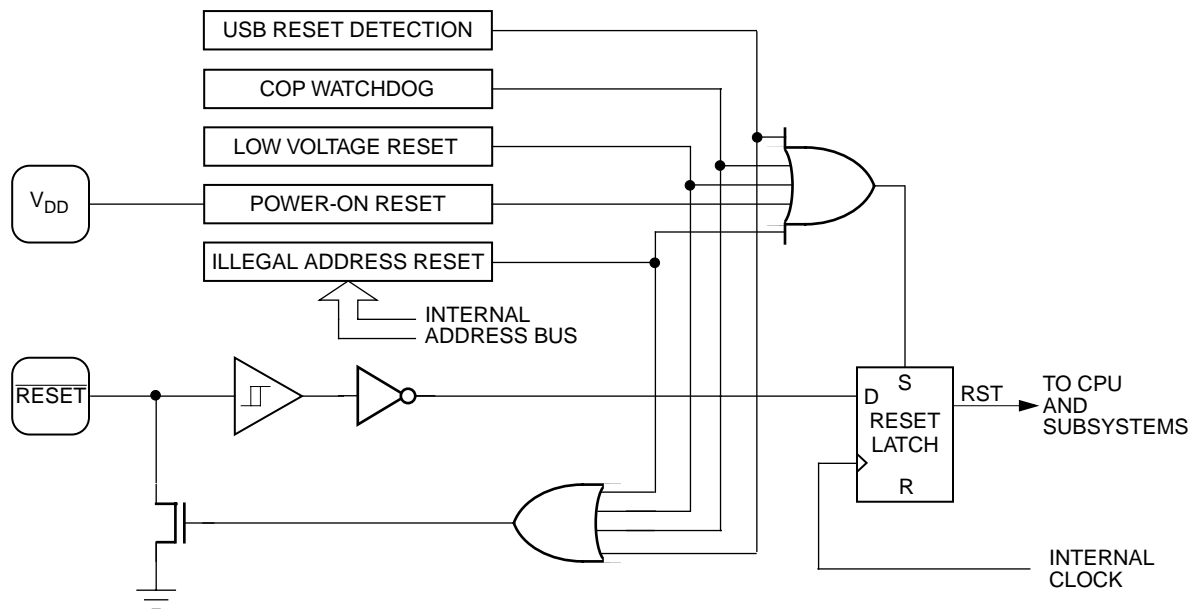 USB RESET DETECTION
COP WATCHDOG
LOW VOLTAGE RESET
VDD
POWER-ON RESET
ILLEGAL ADDRESS RESET
INTERNAL
ADDRESS BUS
RESET
D
S
RESET
LATCH
R
RST
TO CPU
AND
SUBSYSTEMS
INTERNAL
CLOCK